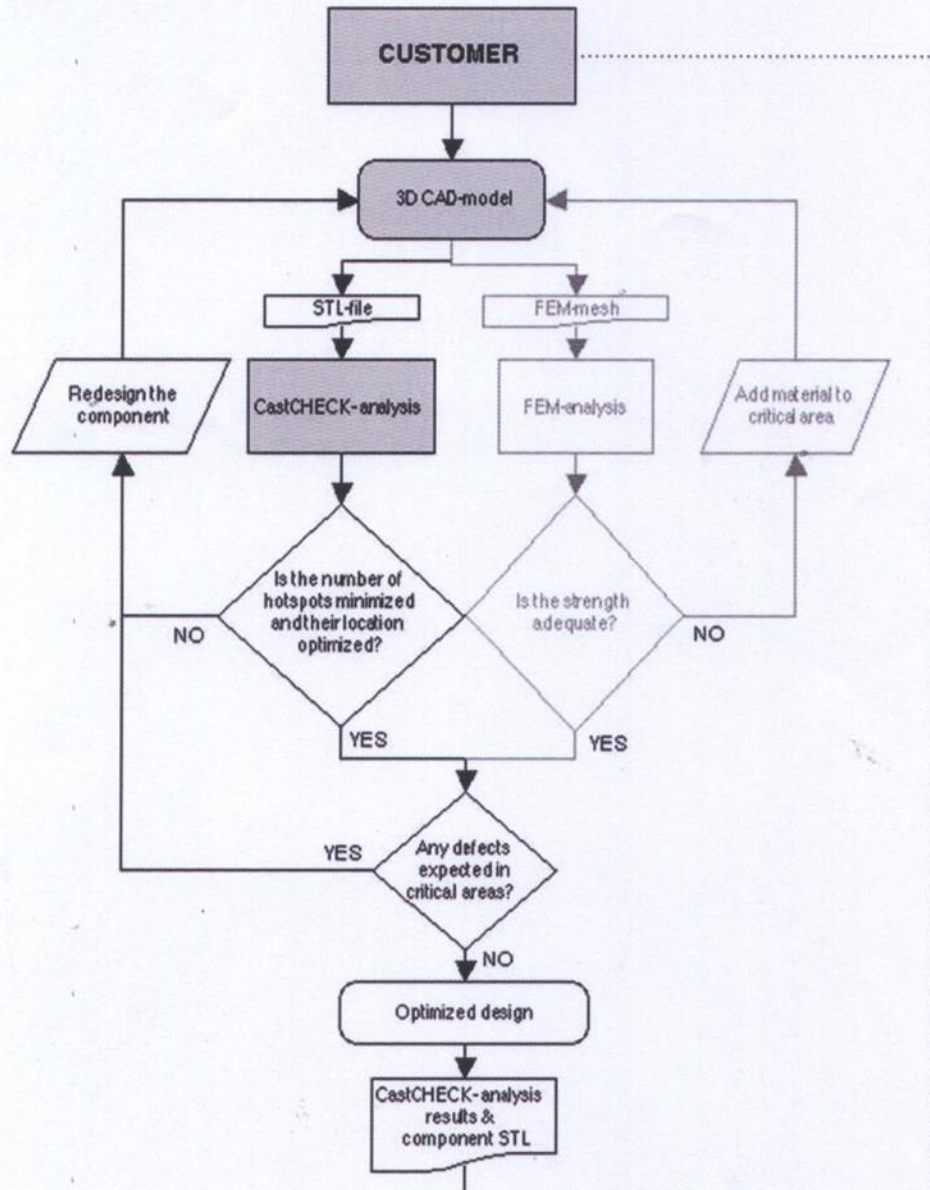 CUSTOMER
3D CAD-model
STL-file
FEM-mesh
Redesign the
component
CastCHECK-analysis
FEM-analysis
Add material to
critical area
Is the number of
hotspots minimized
and their location
optimized?
Is the strength
adequate?
NO
NO
YES
YES
YES
Any defects
expected in
critical areas?
NO
Optimized design
CastCHECK-analysis
results &
component STL